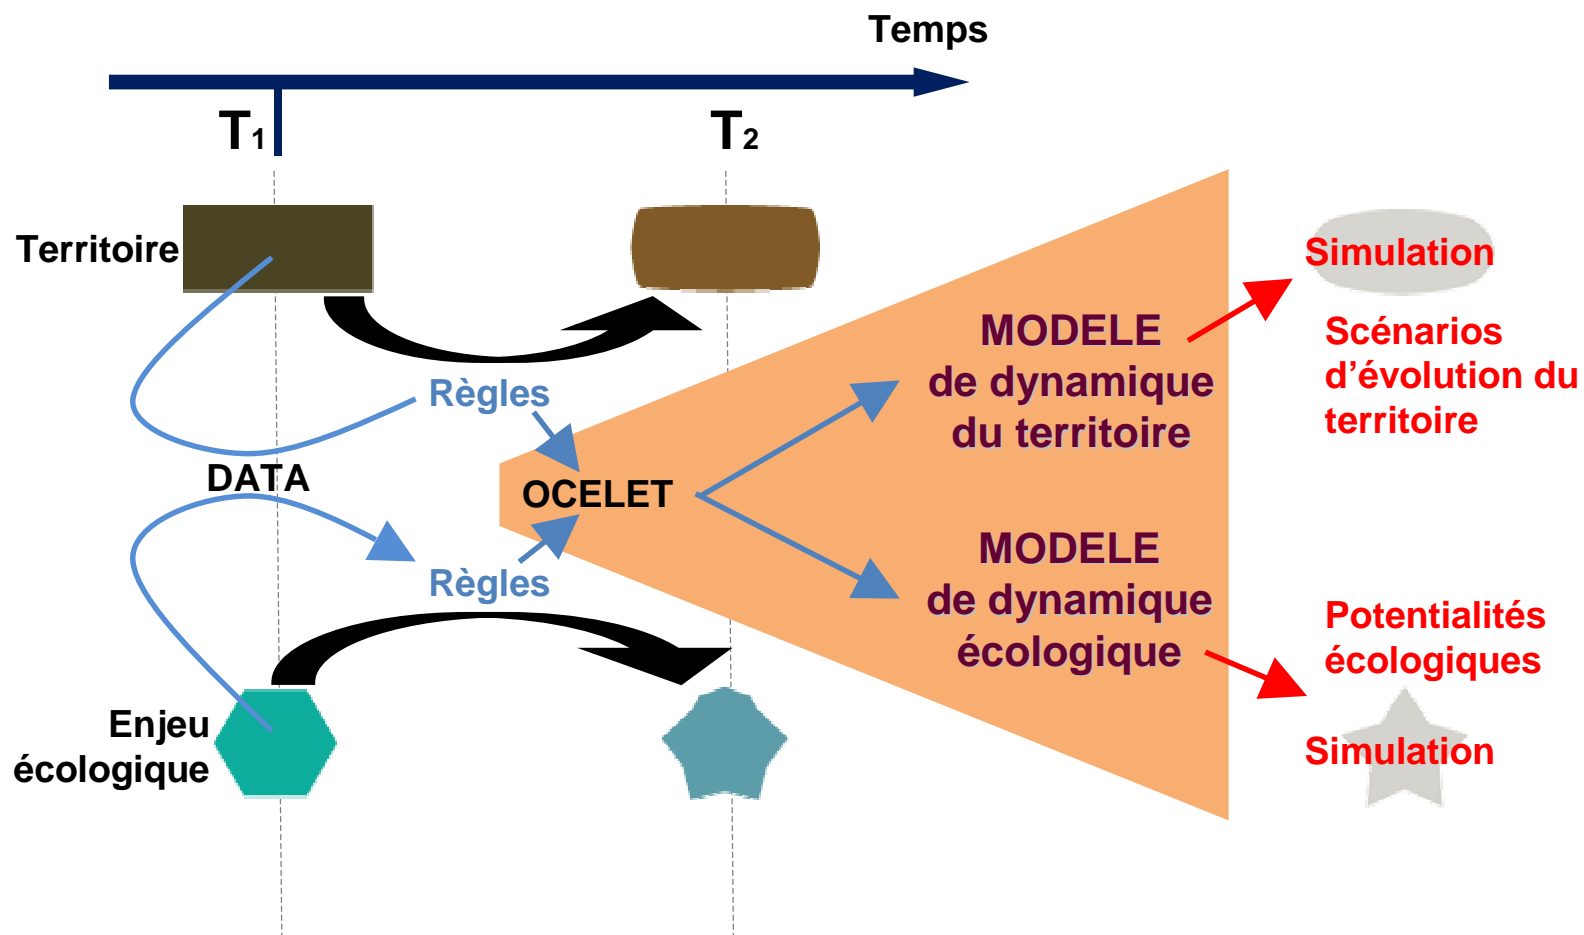 Temps
T1
T2
Territoire
Règles
DATA
OCELET
Règles
Enjeu
écologique
MODELE
de dynamique
du territoire
MODELE
de dynamique
écologique
Simulation
Scénarios
d’évolution du
territoire
Potentialités
écologiques
Simulation